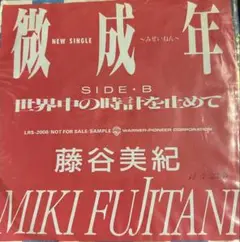 微成年
NEW SINGLE
～みせいねん～
SIDE・B
世界中の時計を止めて
LRS-2006 NOT FOR SALE/SAMPLE WARNER-PIONEER CORPORATION
藤谷美紀
MIKI FUJITANI